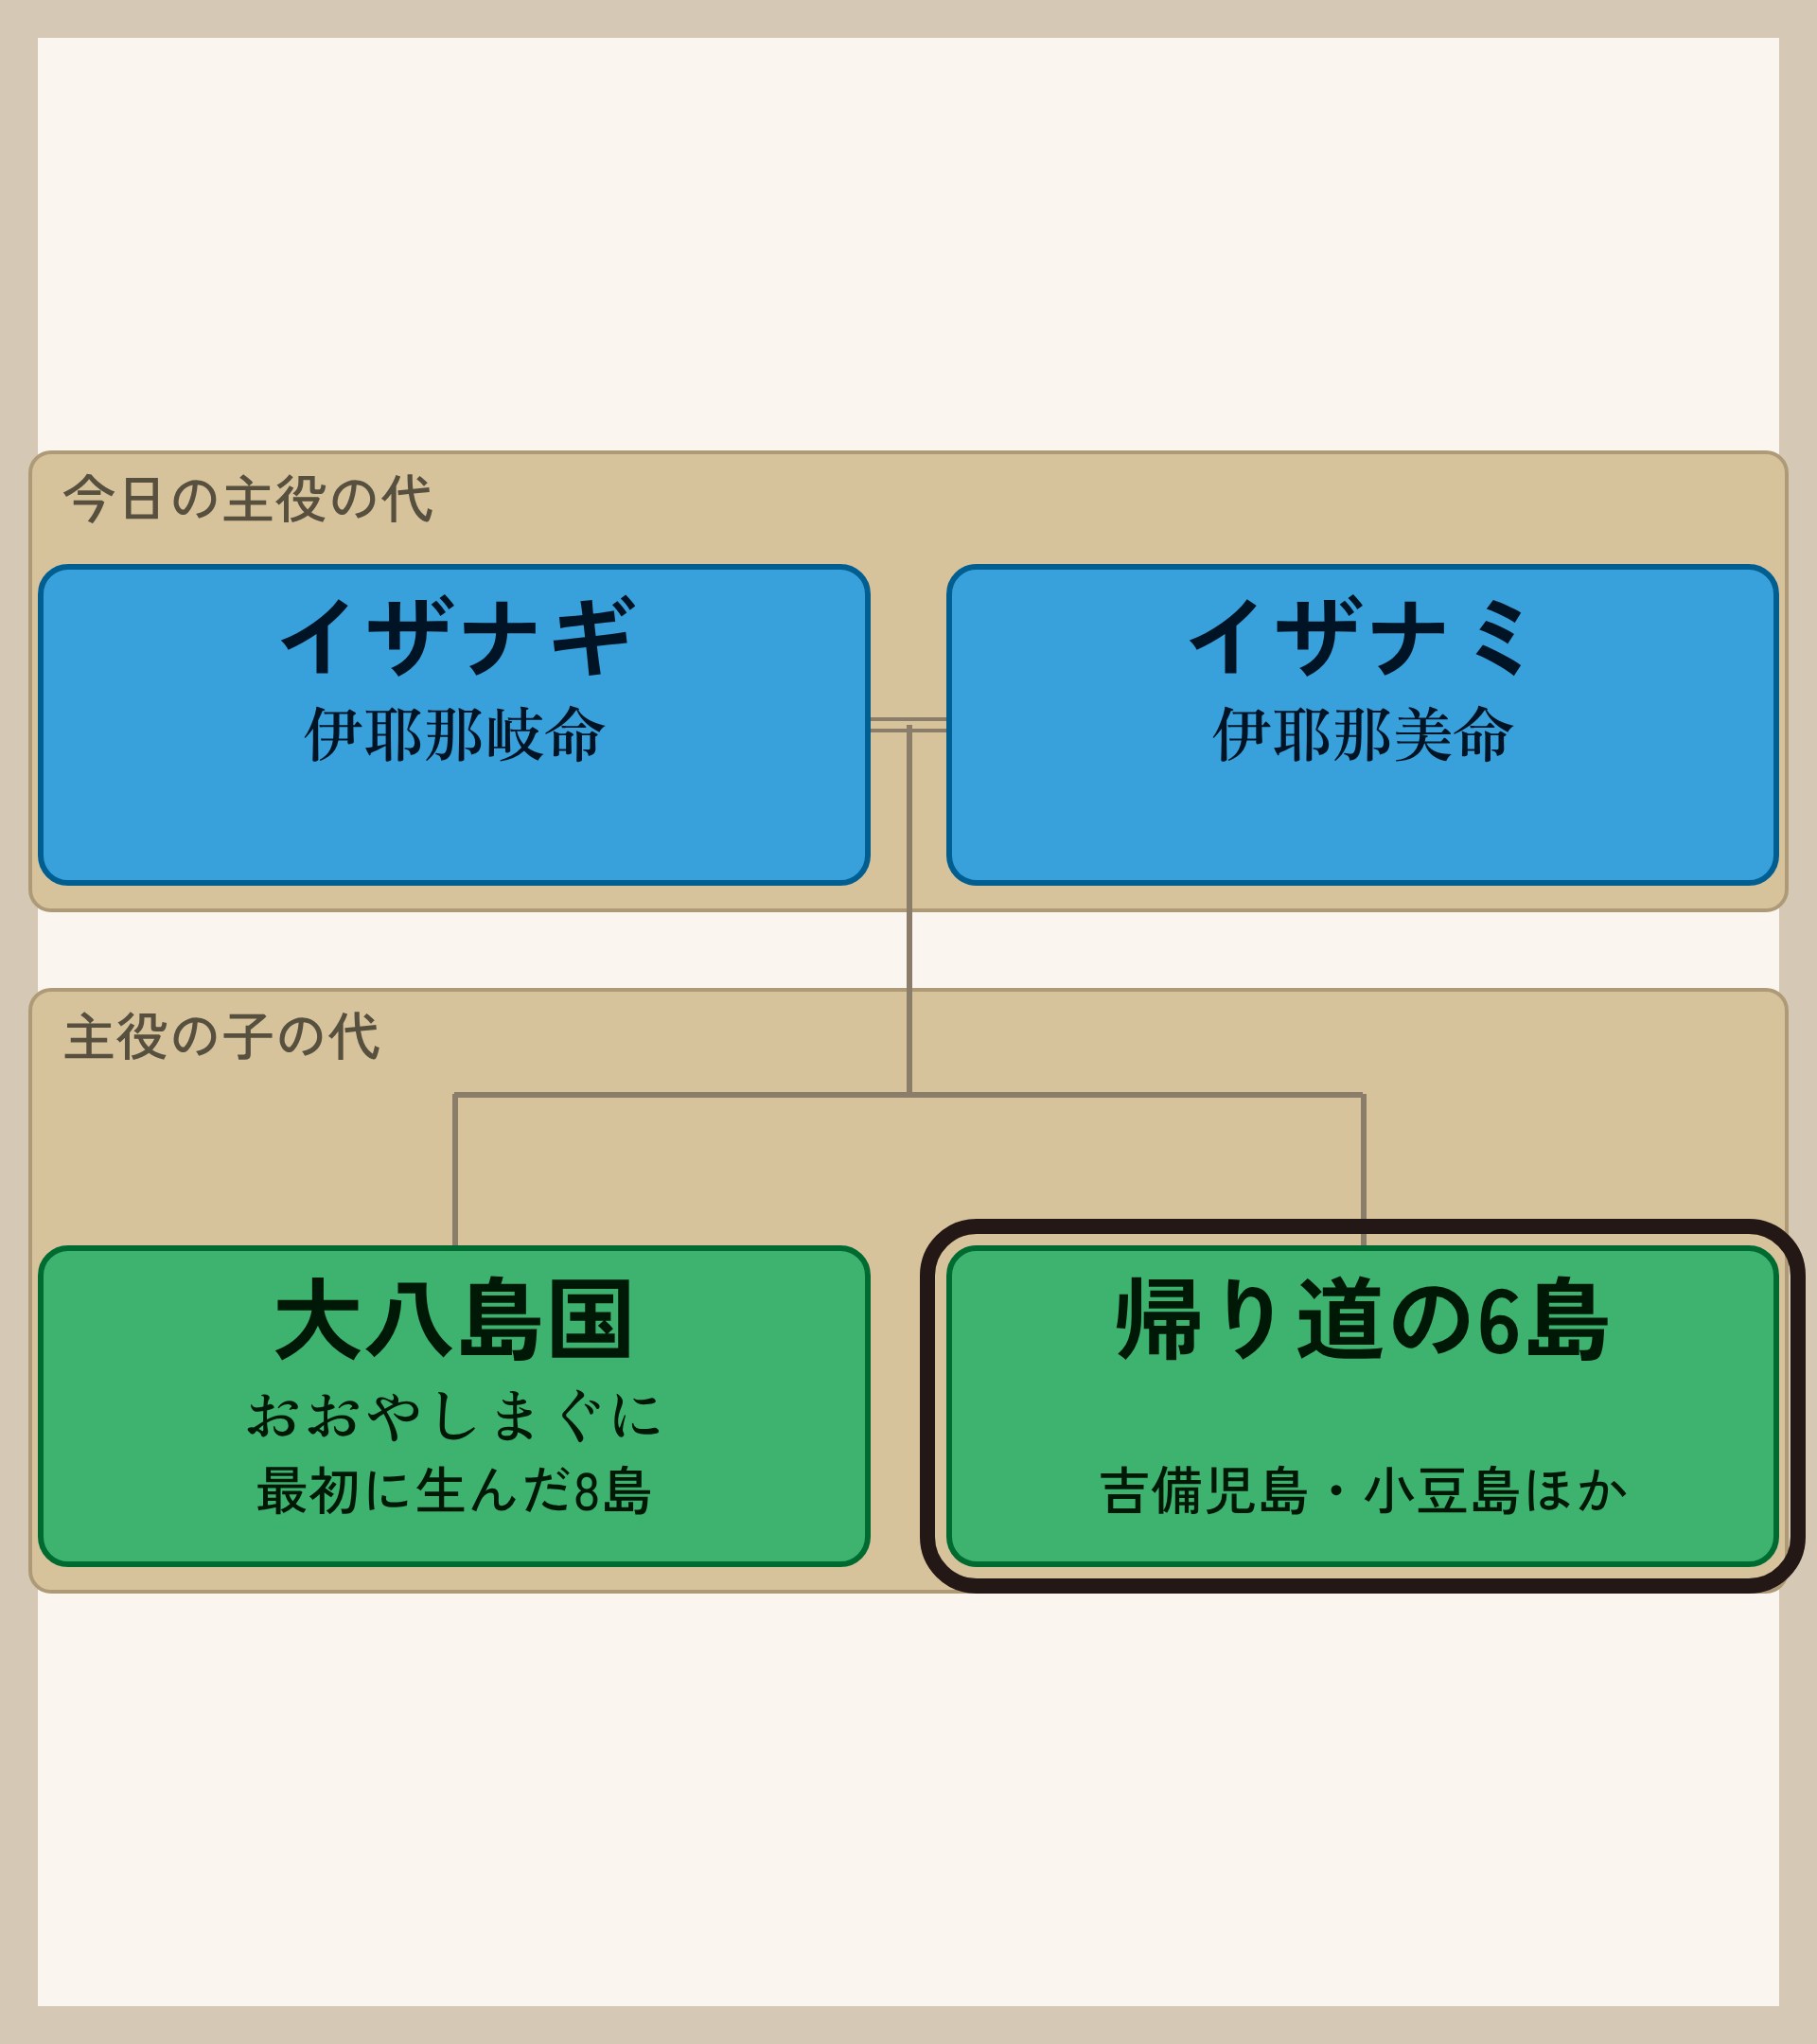 今日の主役の代
イザナギ
伊耶那岐命
イザナミ
伊耶那美命
主役の子の代
大八島国
おおやしまぐに
最初に生んだ8島
帰り道の6島
吉備児島・小豆島ほか